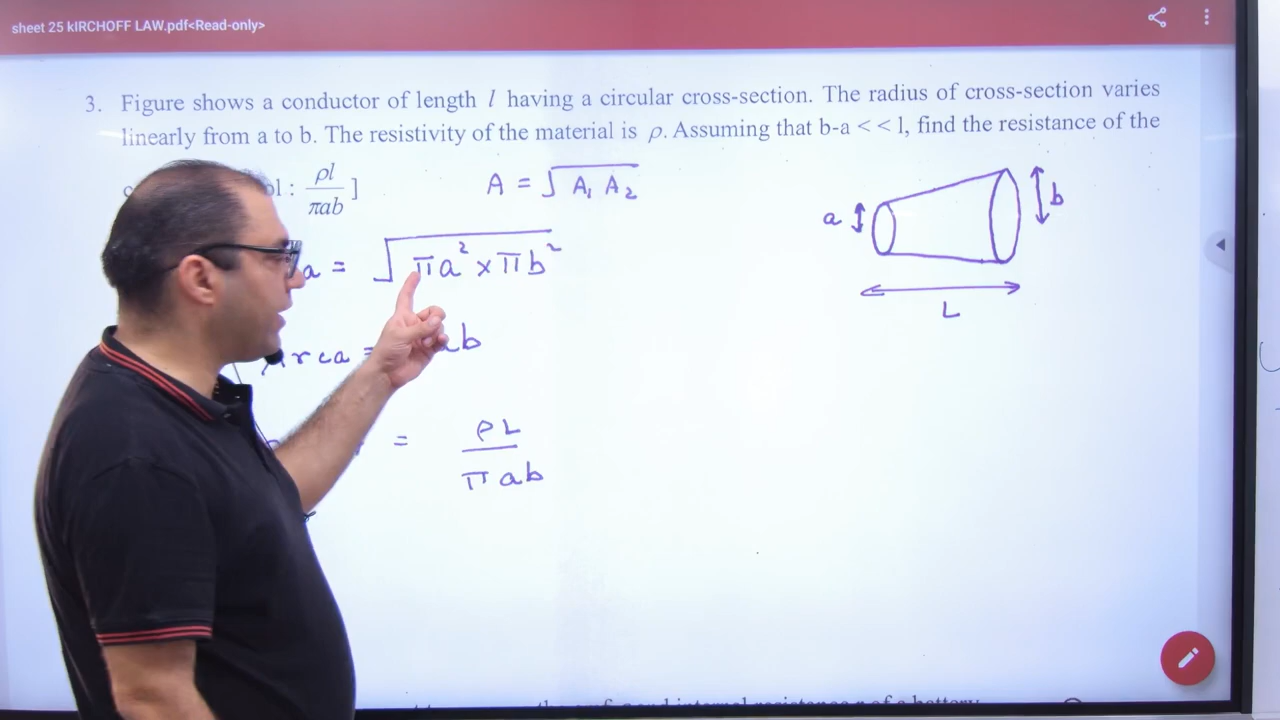 sheet 25 kIRCHOFF LAW.pdf<Read-only>
3. Figure shows a conductor of length l having a circular cross-section. The radius of cross-section varies
linearly from a to b. The resistivity of the material is ρ. Assuming that b-a << l, find the resistance of the
: ρl/πab ]
A = √(A₁ A₂)
a = √(πa² × πb²)
Area = ab
= ρL/πab
a
b
L